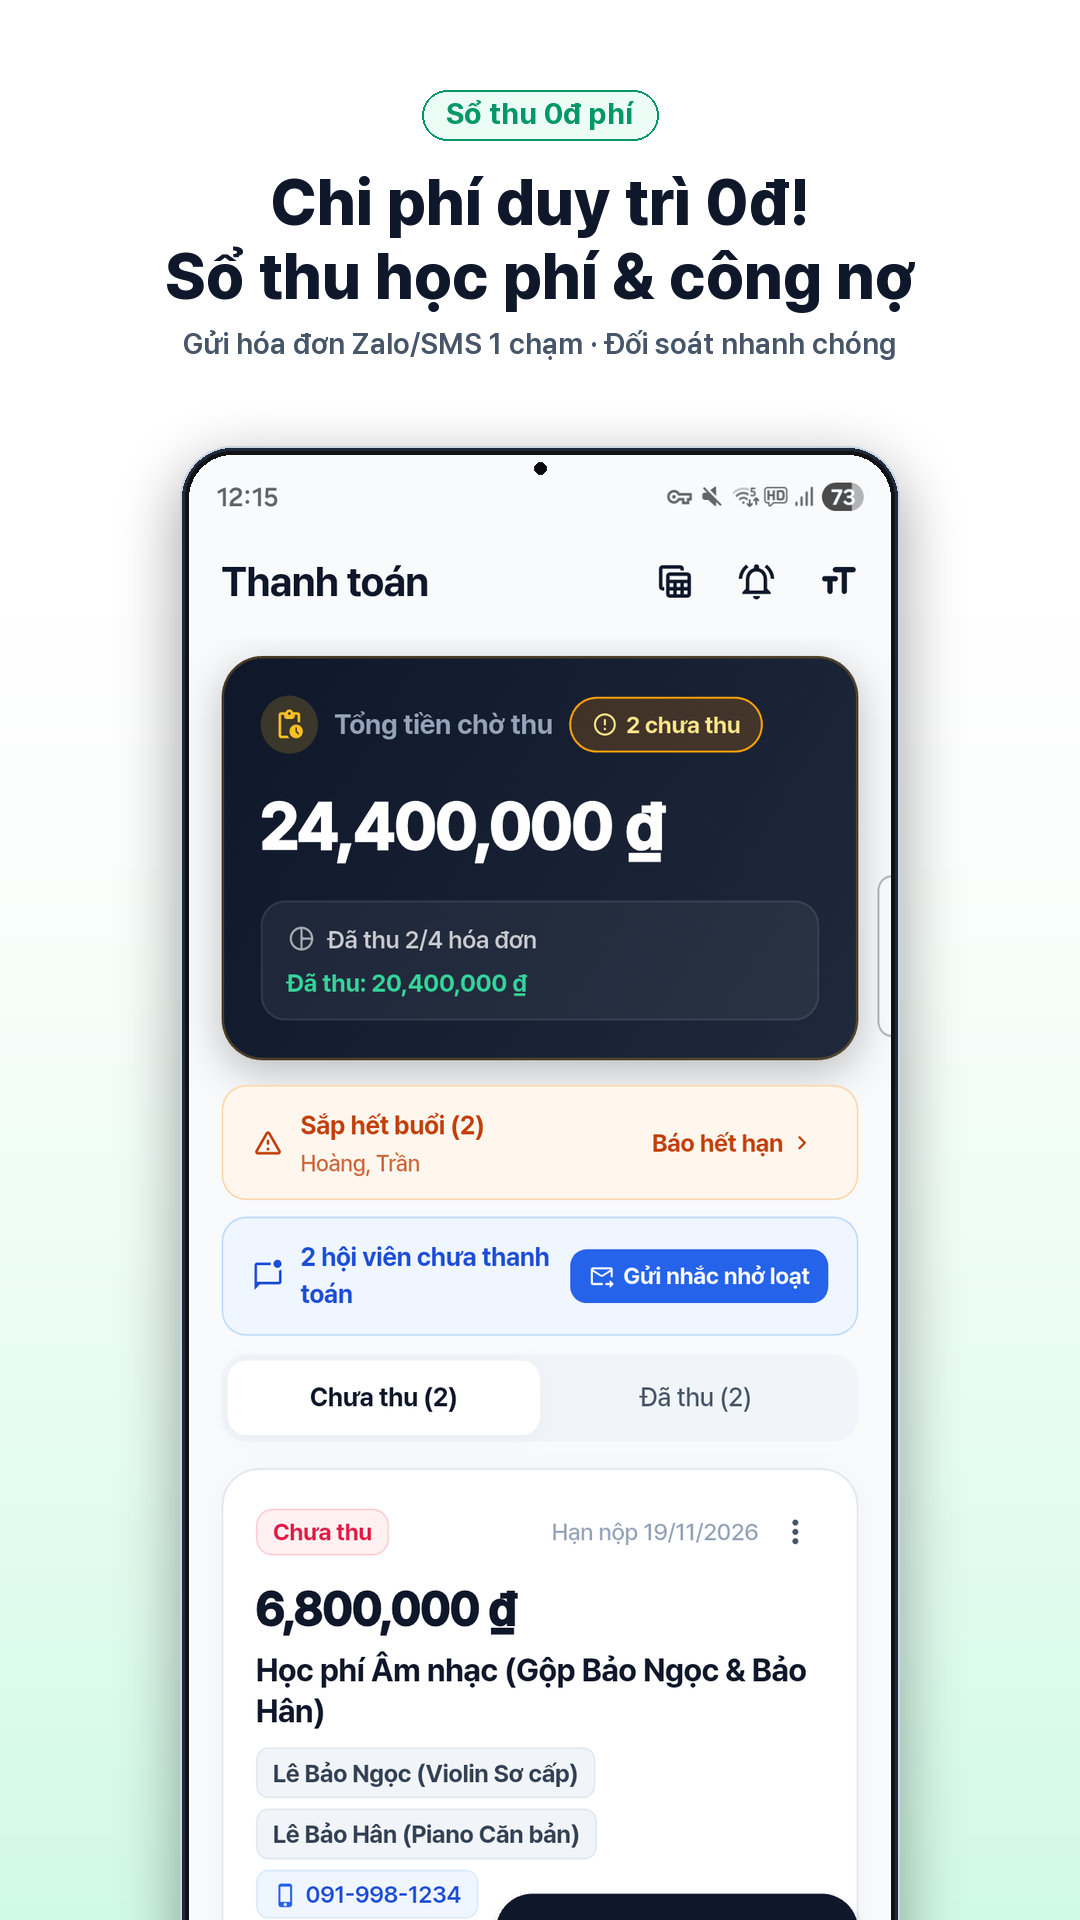 Sổ thu 0đ phí
Chi phí duy trì 0đ!
Sổ thu học phí & công nợ
Gửi hóa đơn Zalo/SMS 1 chạm · Đối soát nhanh chóng
12:15
5 HD 73
Thanh toán
Tổng tiền chờ thu
2 chưa thu
24,400,000 ₫
Đã thu 2/4 hóa đơn
Đã thu: 20,400,000 ₫
Sắp hết buổi (2)
Hoàng, Trần
Báo hết hạn
2 hội viên chưa thanh
toán
Gửi nhắc nhở loạt
Chưa thu (2)
Đã thu (2)
Chưa thu
Hạn nộp 19/11/2026
6,800,000 ₫
Học phí Âm nhạc (Gộp Bảo Ngọc & Bảo
Hân)
Lê Bảo Ngọc (Violin Sơ cấp)
Lê Bảo Hân (Piano Căn bản)
091-998-1234